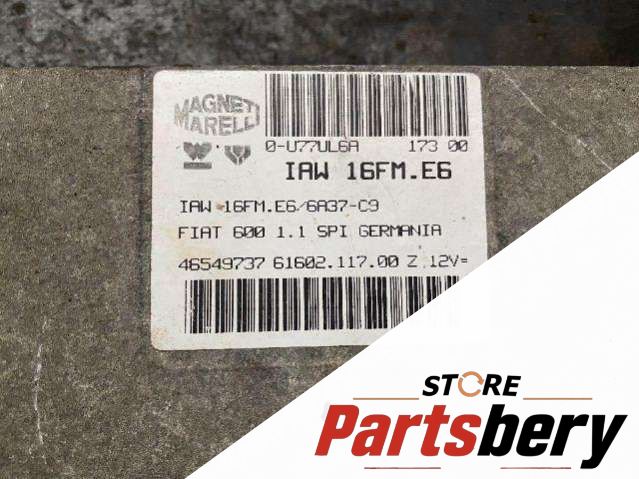 MAGNETI
MARELLI
0-U77UL6A 173 00
IAW 16FM.E6
IAW 16FM.E6/6A37-C9
FIAT 600 1.1 SPI GERMANIA
46549737 61602.117.00 Z 12V=
STORE
Partsbery